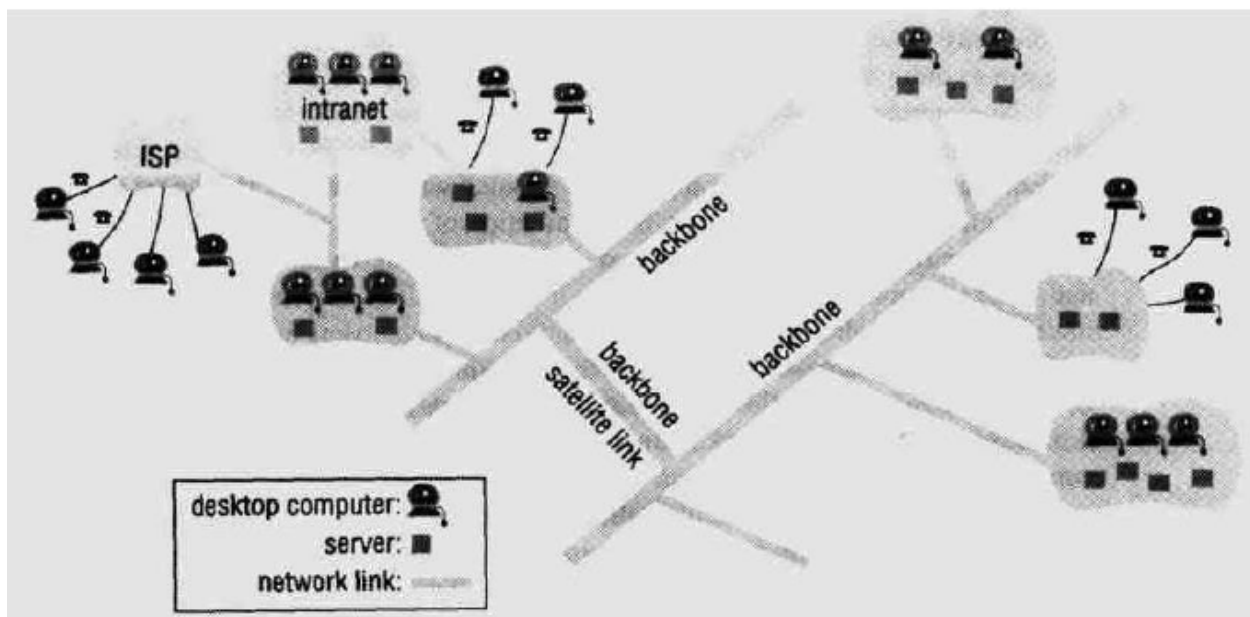 intranet
ISP
backbone
backbone
backbone
satellite link
desktop computer:
server:
network link: